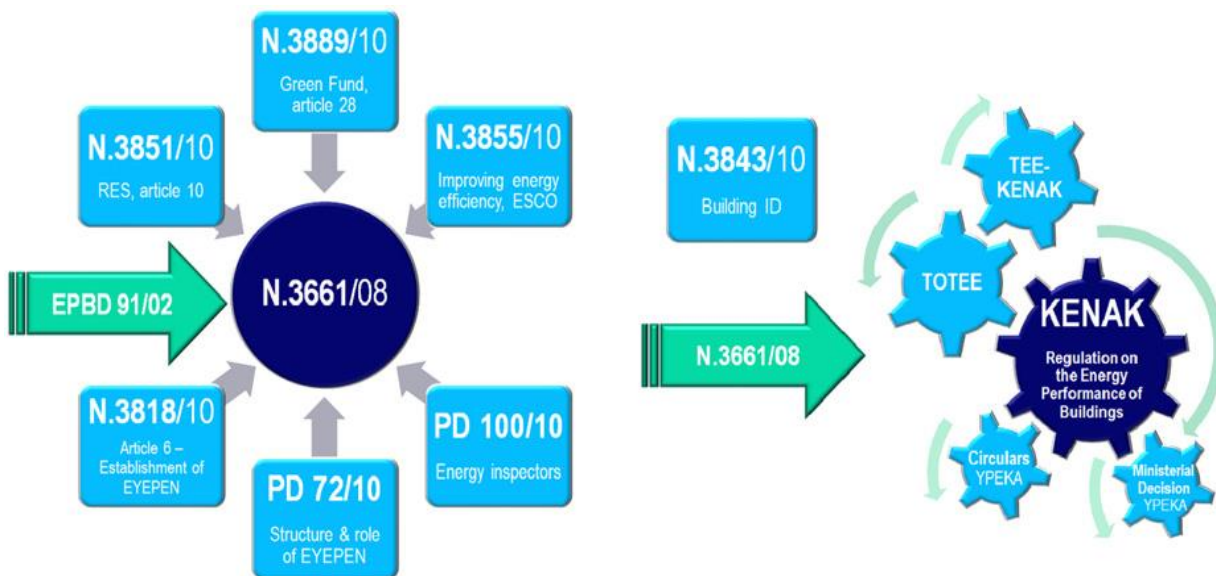 N.3889/10
Green Fund,
article 28
N.3851/10
RES, article 10
N.3855/10
Improving energy
efficiency, ESCO
EPBD 91/02
N.3661/08
N.3818/10
Article 6 –
Establishment of
EYEPEN
PD 72/10
Structure & role
of EYEPEN
PD 100/10
Energy inspectors
N.3843/10
Building ID
N.3661/08
TEE-
KENAK
TOTEE
KENAK
Regulation on
the Energy
Performance of
Buildings
Circulars
YPEKA
Ministerial
Decision
YPEKA